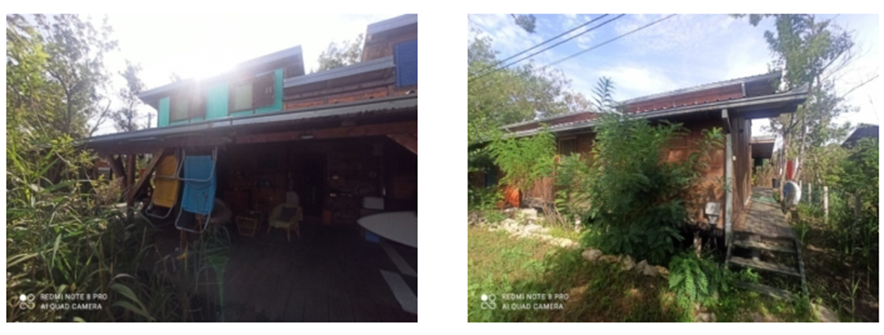 REDMI NOTE 8 PRO
AI QUAD CAMERA
REDMI NOTE 8 PRO
AI QUAD CAMERA